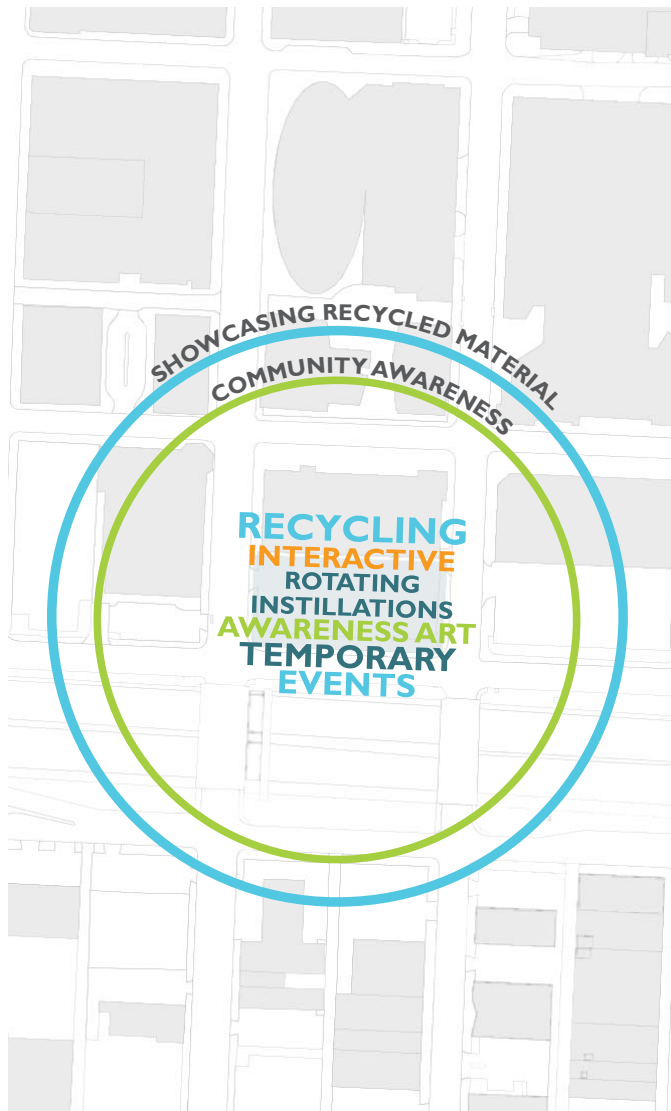 SHOWCASING RECYCLED MATERIAL
COMMUNITY AWARENESS
RECYCLING
INTERACTIVE
ROTATING
INSTILLATIONS
AWARENESS ART
TEMPORARY
EVENTS